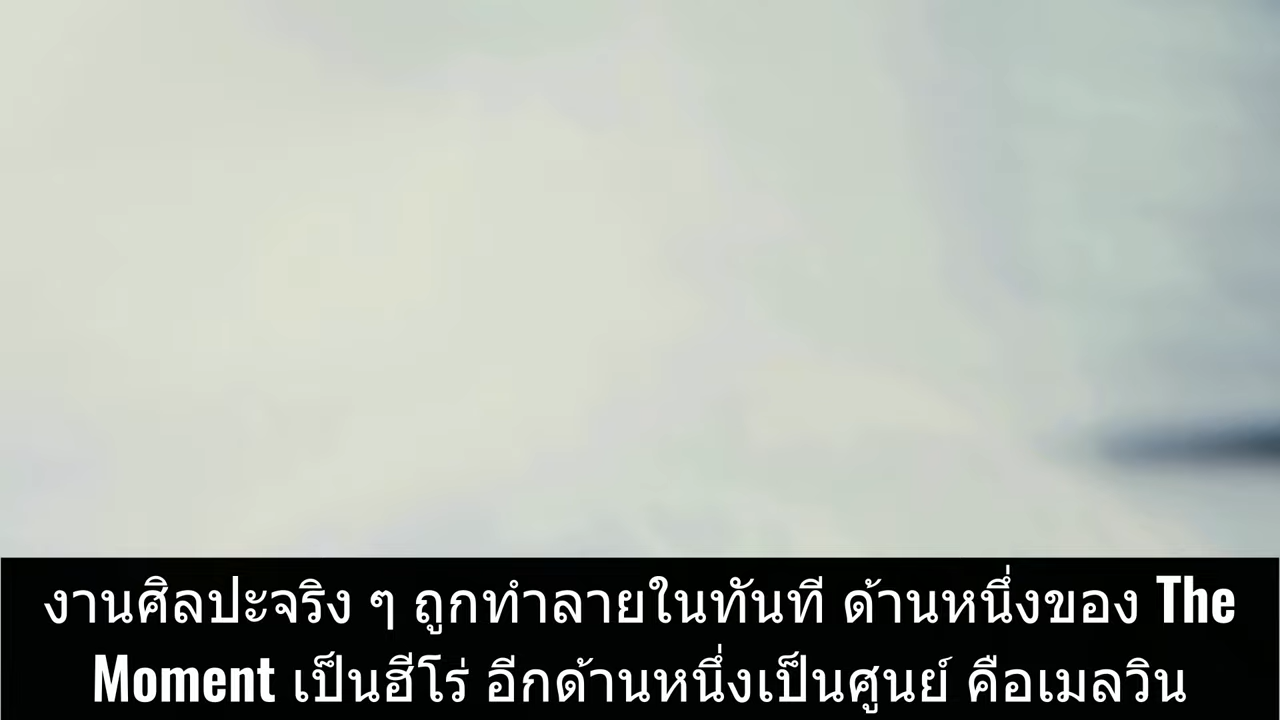 งานศิลปะจริง ๆ ถูกทำลายในทันที ด้านหนึ่งของ The
Moment เป็นฮีโร่ อีกด้านหนึ่งเป็นศูนย์ คือเมลวิน